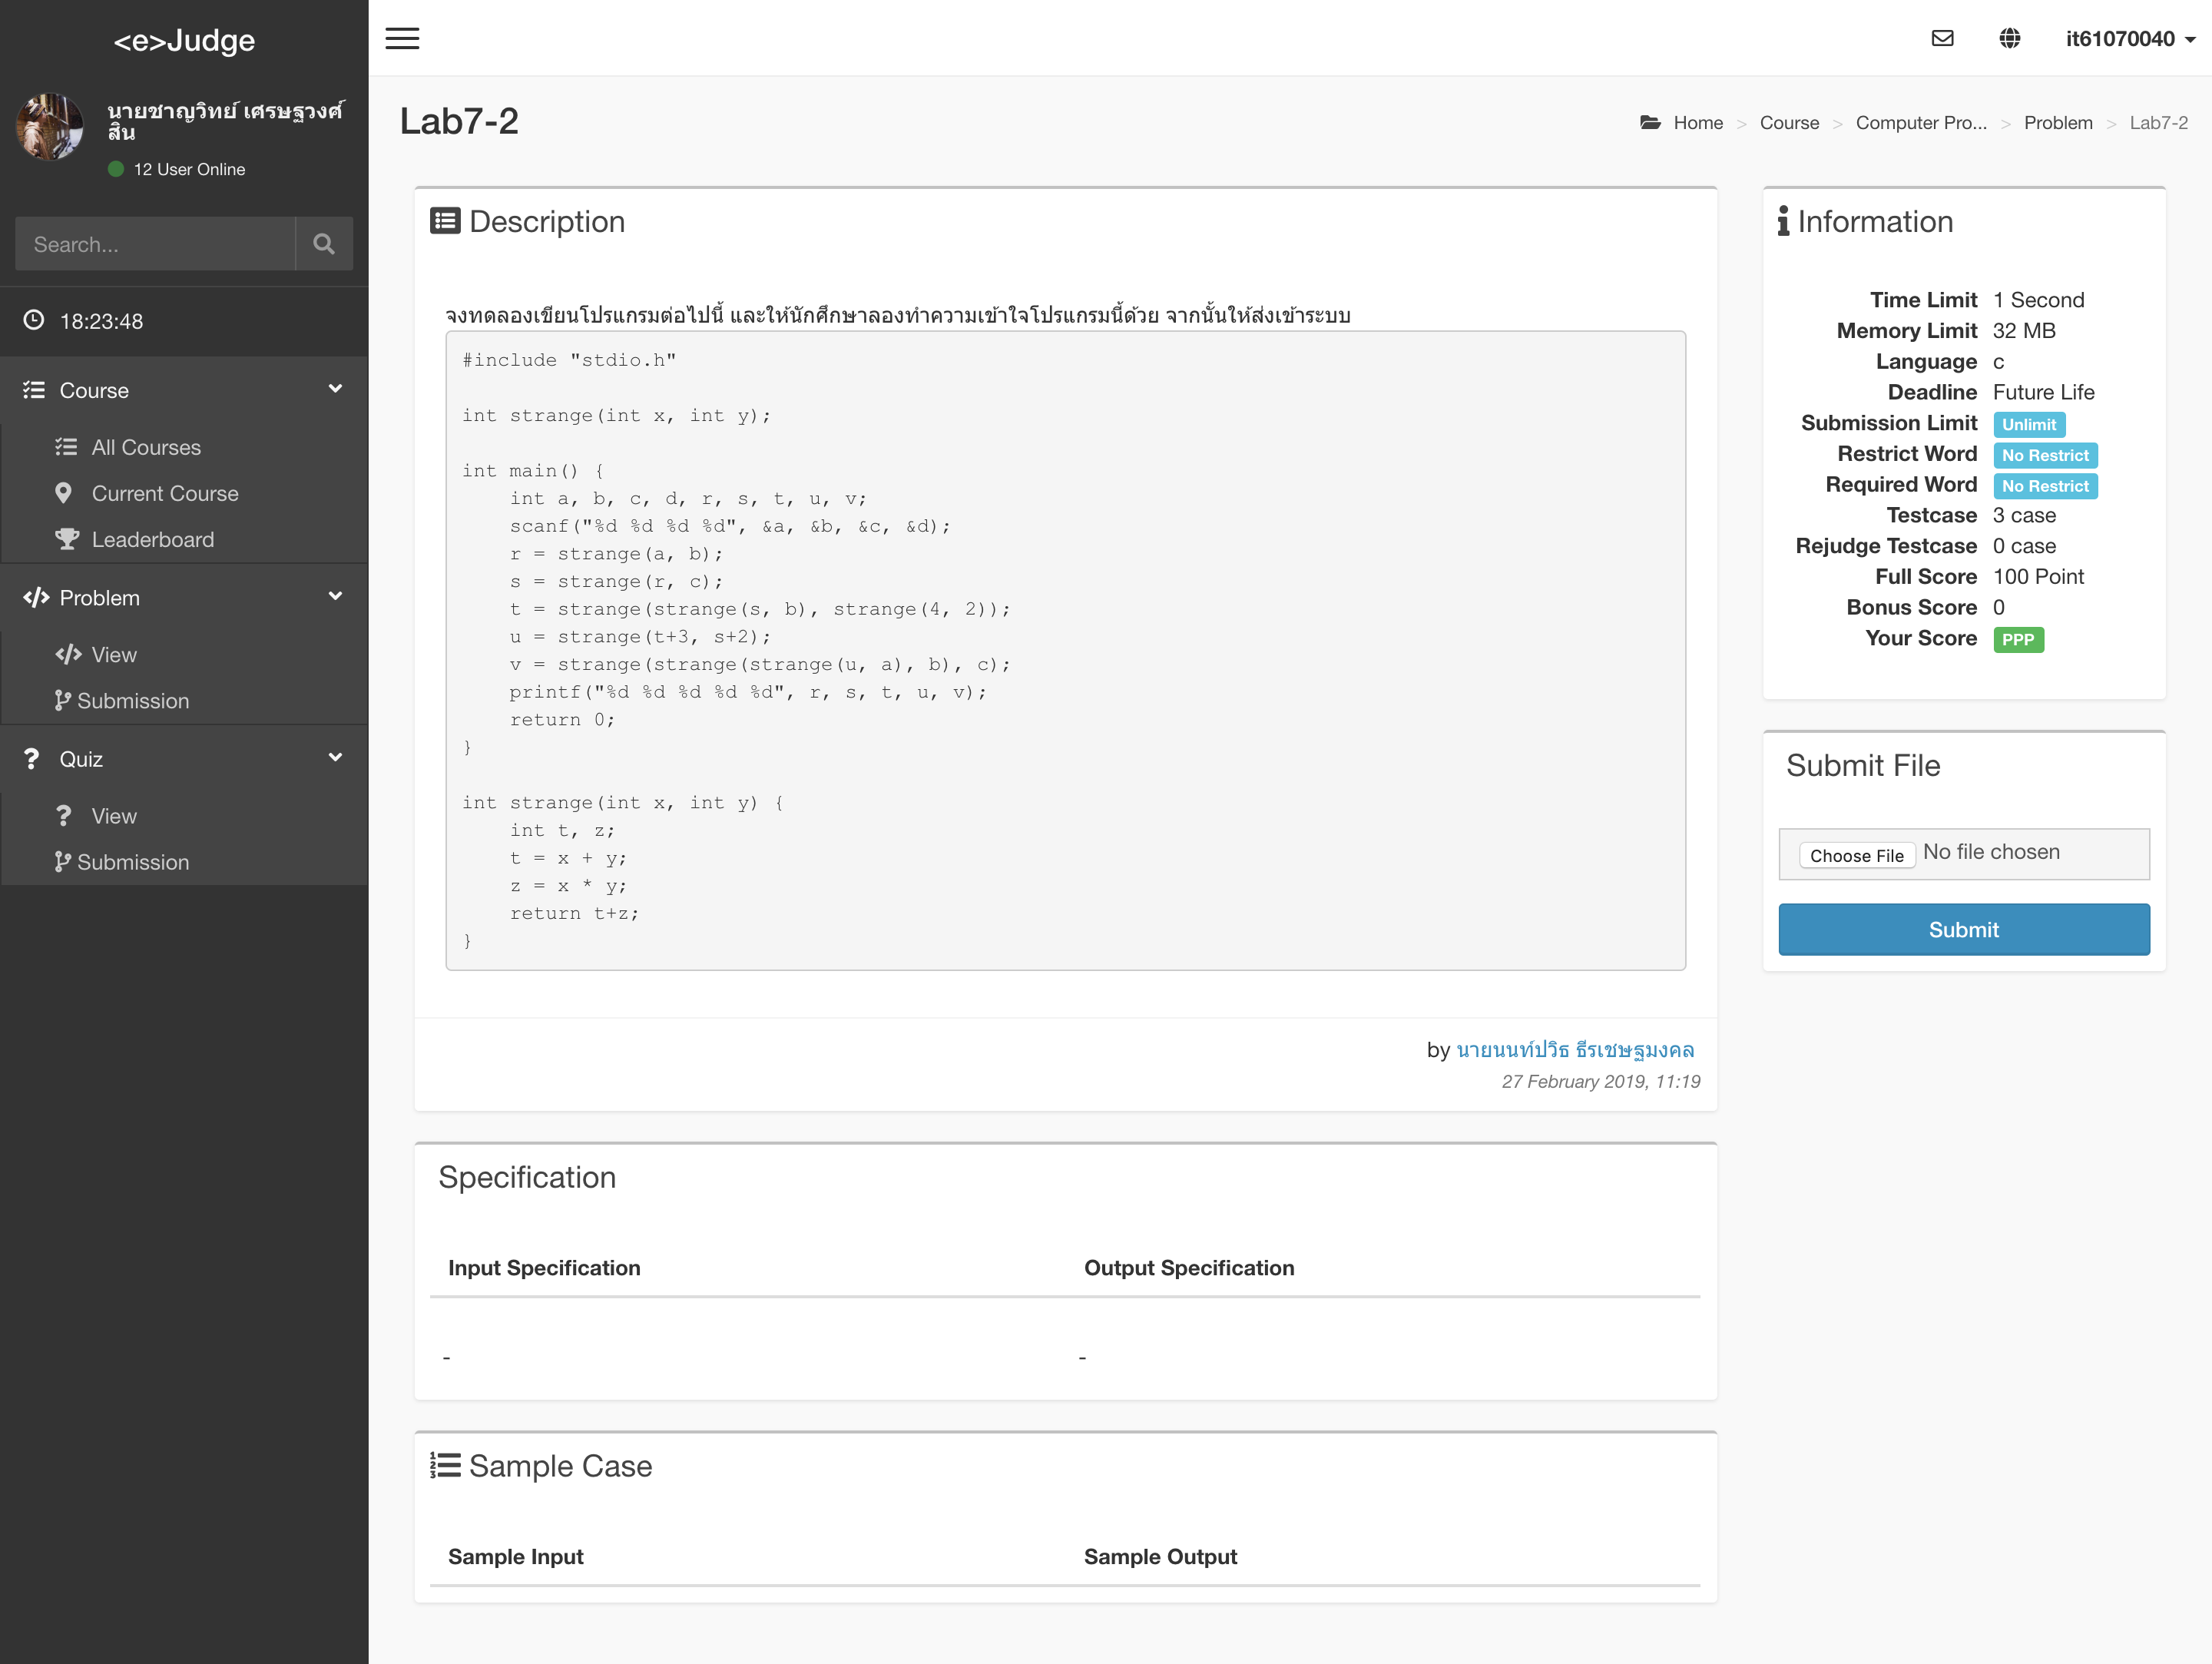 <e>Judge
it61070040
นายชาญวิทย์ เศรษฐวงศ์
สิน
12 User Online
Search...
18:23:48
Course
All Courses
Current Course
Leaderboard
Problem
View
Submission
Quiz
View
Submission
Lab7-2
Home > Course > Computer Pro... > Problem > Lab7-2
Description
จงทดลองเขียนโปรแกรมต่อไปนี้ และให้นักศึกษาลองทำความเข้าใจโปรแกรมนี้ด้วย จากนั้นให้ส่งเข้าระบบ
#include "stdio.h"
int strange(int x, int y);
int main() {
    int a, b, c, d, r, s, t, u, v;
    scanf("%d %d %d %d", &a, &b, &c, &d);
    r = strange(a, b);
    s = strange(r, c);
    t = strange(strange(s, b), strange(4, 2));
    u = strange(t+3, s+2);
    v = strange(strange(strange(u, a), b), c);
    printf("%d %d %d %d %d", r, s, t, u, v);
    return 0;
}
int strange(int x, int y) {
    int t, z;
    t = x + y;
    z = x * y;
    return t+z;
}
by นายนนท์ปวิธ ธีรเชษฐมงคล
27 February 2019, 11:19
Specification
Input Specification Output Specification
- -
Sample Case
Sample Input Sample Output
Information
Time Limit 1 Second
Memory Limit 32 MB
Language c
Deadline Future Life
Submission Limit Unlimit
Restrict Word No Restrict
Required Word No Restrict
Testcase 3 case
Rejudge Testcase 0 case
Full Score 100 Point
Bonus Score 0
Your Score PPP
Submit File
Choose File No file chosen
Submit